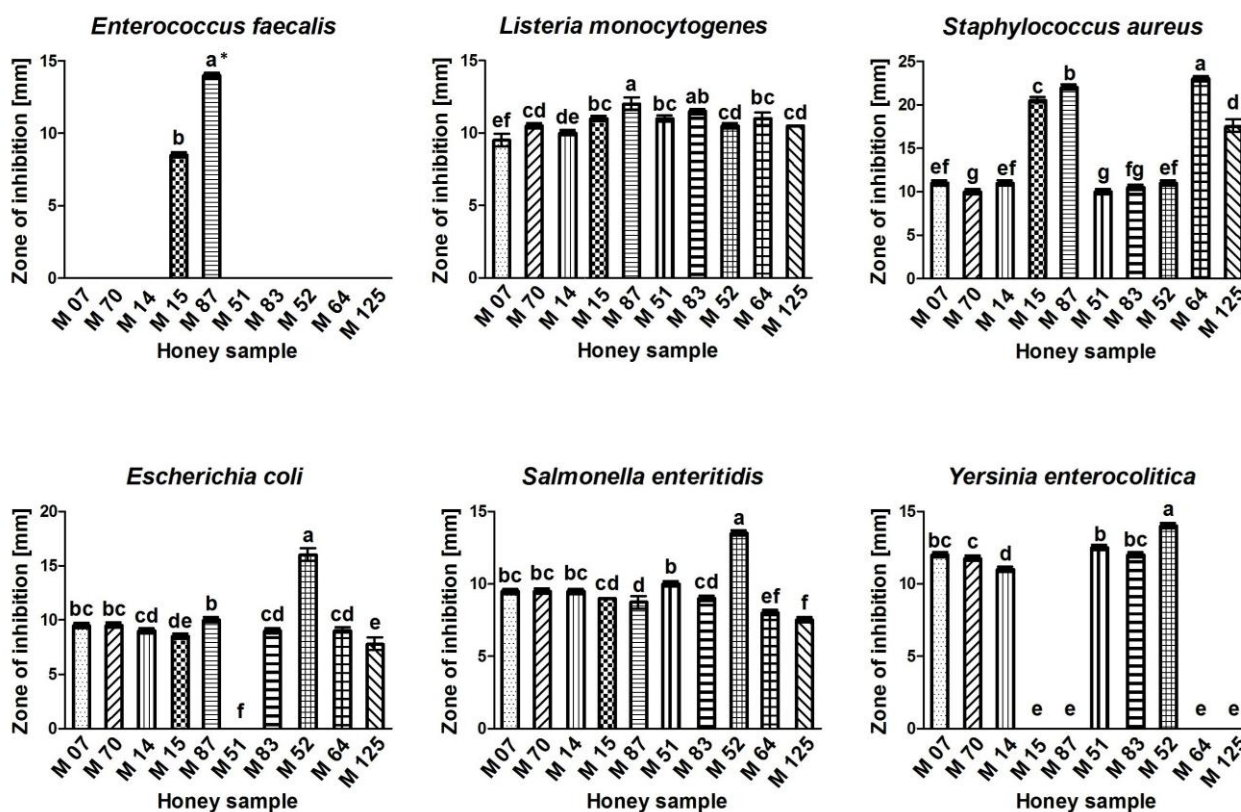 Enterococcus faecalis
Zone of inhibition [mm]
15
10
5
0
b
a*
M 07
M 70
M 14
M 15
M 87
M 51
M 83
M 52
M 64
M 125
Honey sample
Listeria monocytogenes
Zone of inhibition [mm]
15
10
5
0
ef
cd
de
bc
a
bc
ab
cd
bc
cd
M 07
M 70
M 14
M 15
M 87
M 51
M 83
M 52
M 64
M 125
Honey sample
Staphylococcus aureus
Zone of inhibition [mm]
25
20
15
10
5
0
ef
g
ef
c
b
g
fg
ef
a
d
M 07
M 70
M 14
M 15
M 87
M 51
M 83
M 52
M 64
M 125
Honey sample
Escherichia coli
Zone of inhibition [mm]
20
15
10
5
0
bc
bc
cd
de
b
f
cd
a
cd
e
M 07
M 70
M 14
M 15
M 87
M 51
M 83
M 52
M 64
M 125
Honey sample
Salmonella enteritidis
Zone of inhibition [mm]
15
10
5
0
bc
bc
bc
cd
d
b
cd
a
ef
f
M 07
M 70
M 14
M 15
M 87
M 51
M 83
M 52
M 64
M 125
Honey sample
Yersinia enterocolitica
Zone of inhibition [mm]
15
10
5
0
bc
c
d
e
e
b
bc
a
e
e
M 07
M 70
M 14
M 15
M 87
M 51
M 83
M 52
M 64
M 125
Honey sample